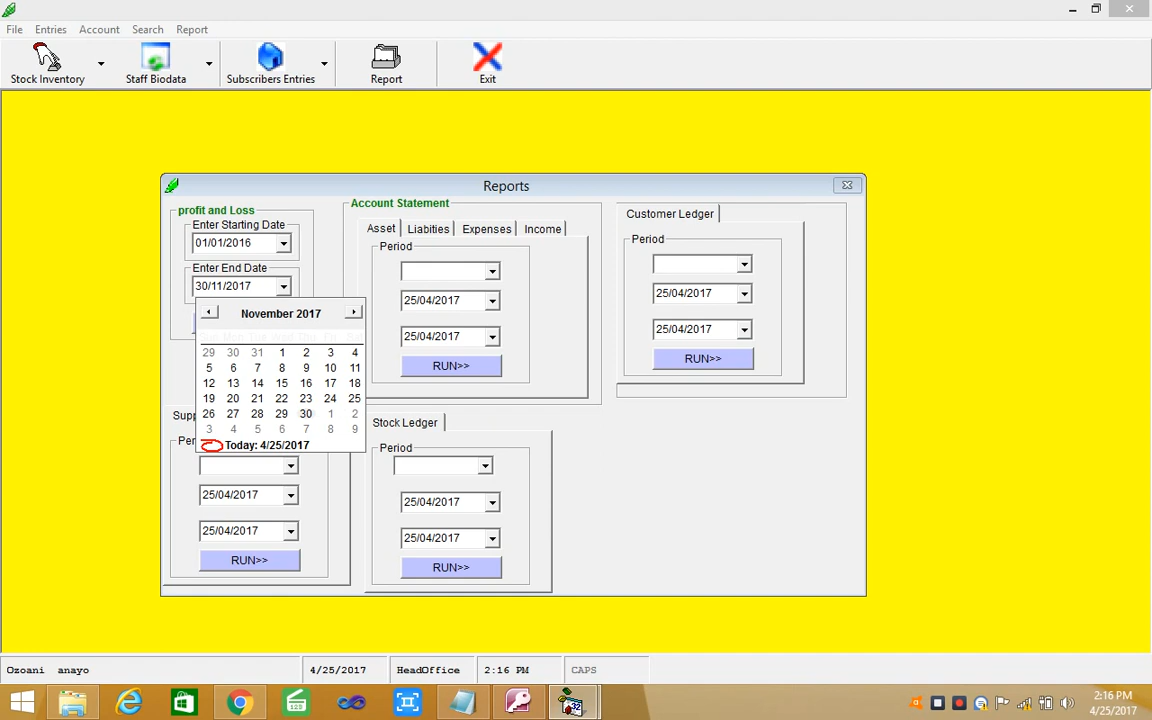 File Entries Account Search Report
Stock Inventory Staff Biodata Subscribers Entries Report Exit
Reports
profit and Loss
Enter Starting Date
01/01/2016
Enter End Date
30/11/2017
November 2017
29 30 31 1 2 3 4
5 6 7 8 9 10 11
12 13 14 15 16 17 18
19 20 21 22 23 24 25
26 27 28 29 30 1 2
3 4 5 6 7 8 9
Today: 4/25/2017
Account Statement
Asset Liabities Expenses Income
Period
25/04/2017
25/04/2017
RUN>>
Customer Ledger
Period
25/04/2017
25/04/2017
RUN>>
Supp
Per
25/04/2017
25/04/2017
RUN>>
Stock Ledger
Period
25/04/2017
25/04/2017
RUN>>
Ozoani anayo 4/25/2017 HeadOffice 2:16 PM CAPS
123
32
2:16 PM
4/25/2017